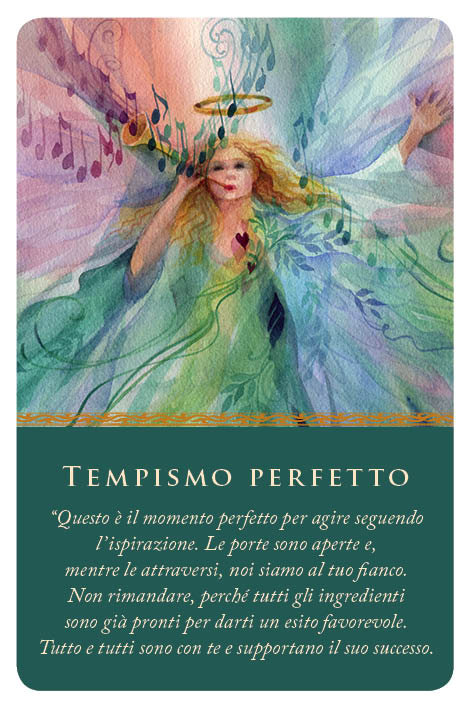 TEMPISMO PERFETTO
“Questo è il momento perfetto per agire seguendo
l’ispirazione. Le porte sono aperte e,
mentre le attraversi, noi siamo al tuo fianco.
Non rimandare, perché tutti gli ingredienti
sono già pronti per darti un esito favorevole.
Tutto e tutti sono con te e supportano il suo successo.